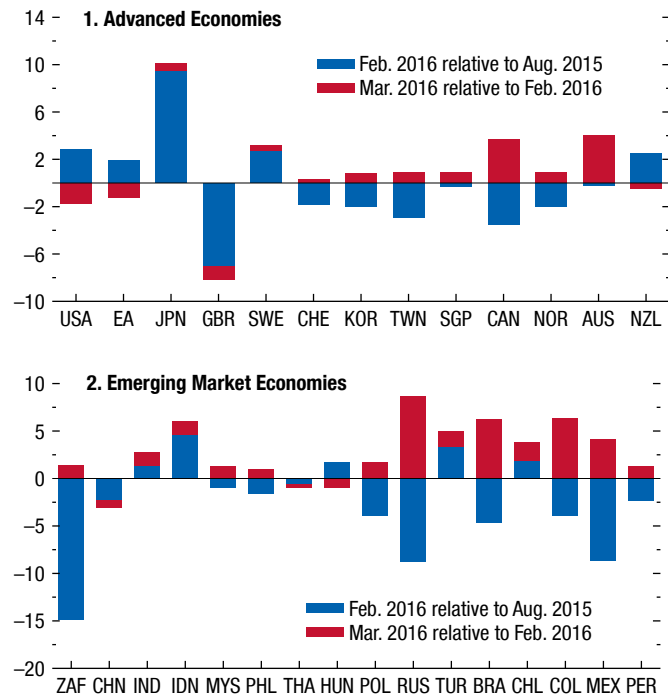 1. Advanced Economies
Feb. 2016 relative to Aug. 2015
Mar. 2016 relative to Feb. 2016
14
10
6
2
–2
–6
–10
USA EA JPN GBR SWE CHE KOR TWN SGP CAN NOR AUS NZL
2. Emerging Market Economies
10
5
0
–5
–10
–15
–20
Feb. 2016 relative to Aug. 2015
Mar. 2016 relative to Feb. 2016
ZAF CHN IND IDN MYS PHL THA HUN POL RUS TUR BRA CHL COL MEX PER